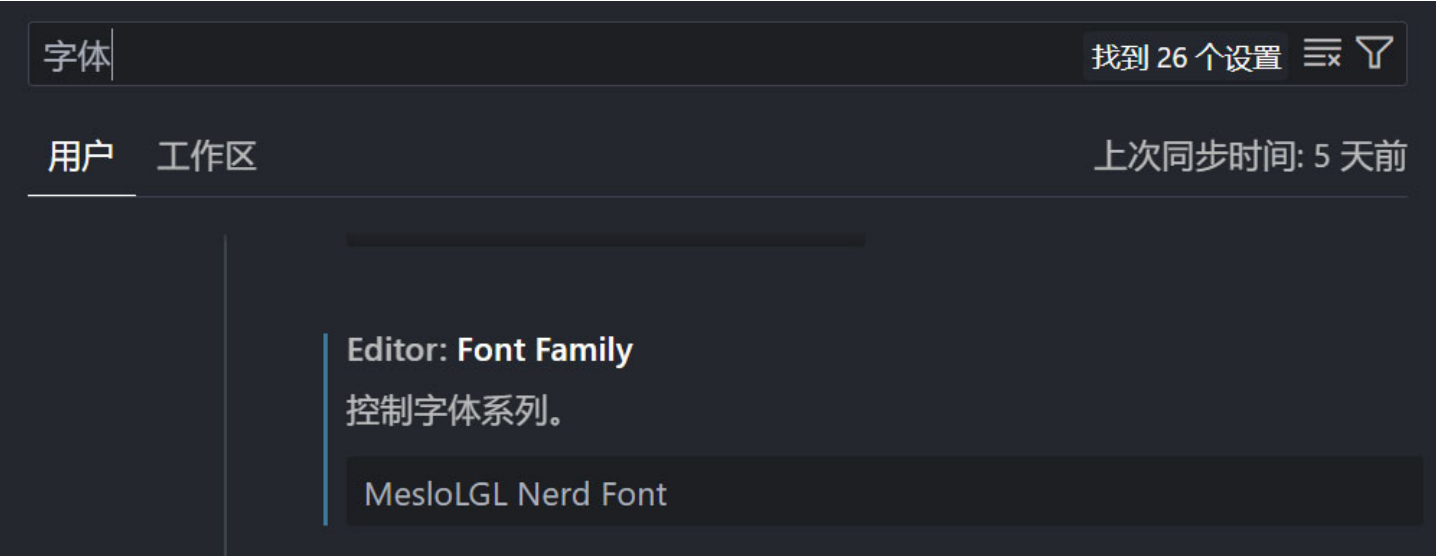 字体 找到 26 个设置
用户 工作区 上次同步时间: 5 天前
Editor: Font Family
控制字体系列。
MesloLGL Nerd Font